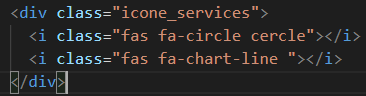 <div class="icone_services">
  <i class="fas fa-circle cercle"></i>
  <i class="fas fa-chart-line "></i>
</div>